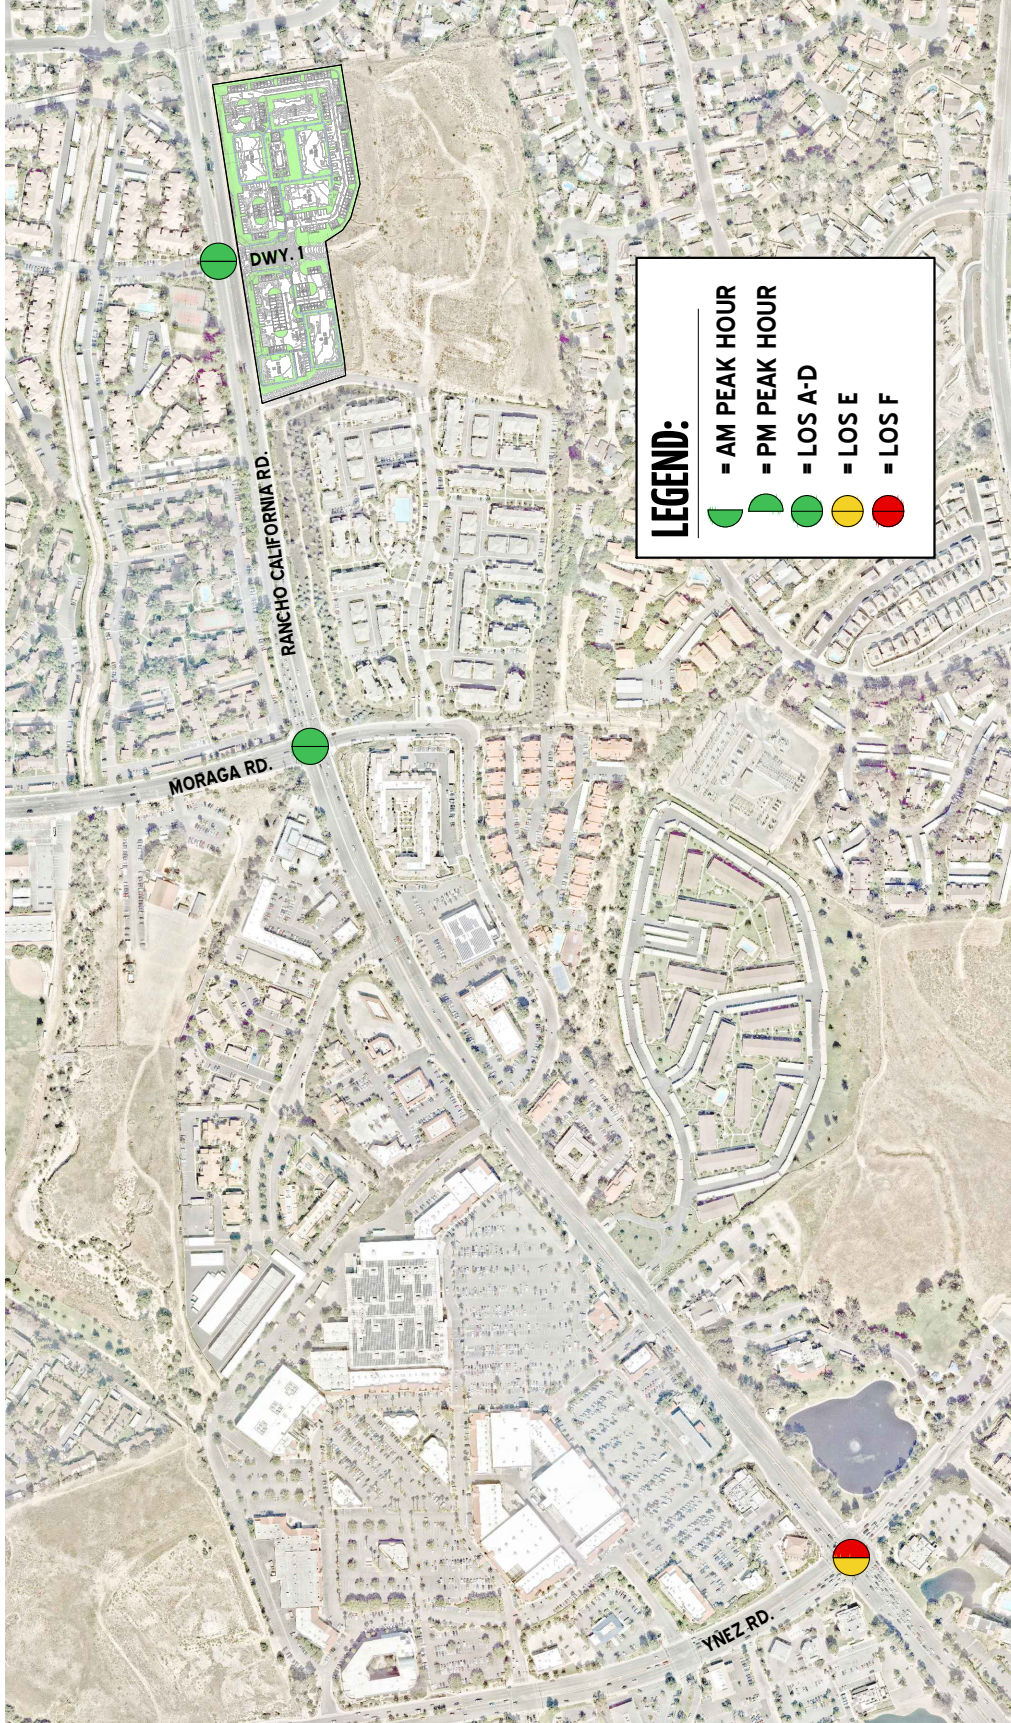 DWY. 1
RANCHO CALIFORNIA RD.
MORAGA RD.
YNEZ RD.
LEGEND:
= AM PEAK HOUR
= PM PEAK HOUR
= LOS A-D
= LOS E
= LOS F